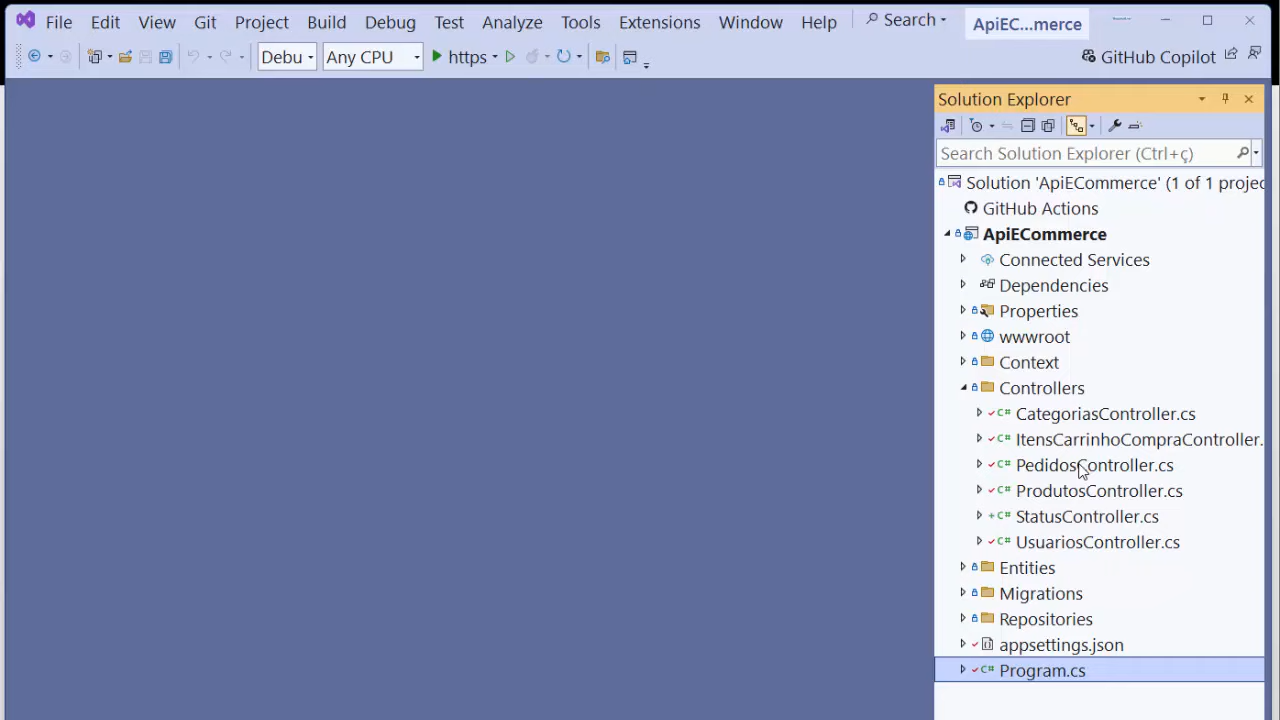 File Edit View Git Project Build Debug Test Analyze Tools Extensions Window Help Search ApiEC...merce
Debu Any CPU https GitHub Copilot
Solution Explorer
Search Solution Explorer (Ctrl+ç)
Solution 'ApiECommerce' (1 of 1 projec
GitHub Actions
ApiECommerce
Connected Services
Dependencies
Properties
wwwroot
Context
Controllers
C# CategoriasController.cs
C# ItensCarrinhoCompraController.
C# PedidosController.cs
C# ProdutosController.cs
C# StatusController.cs
C# UsuariosController.cs
Entities
Migrations
Repositories
appsettings.json
C# Program.cs